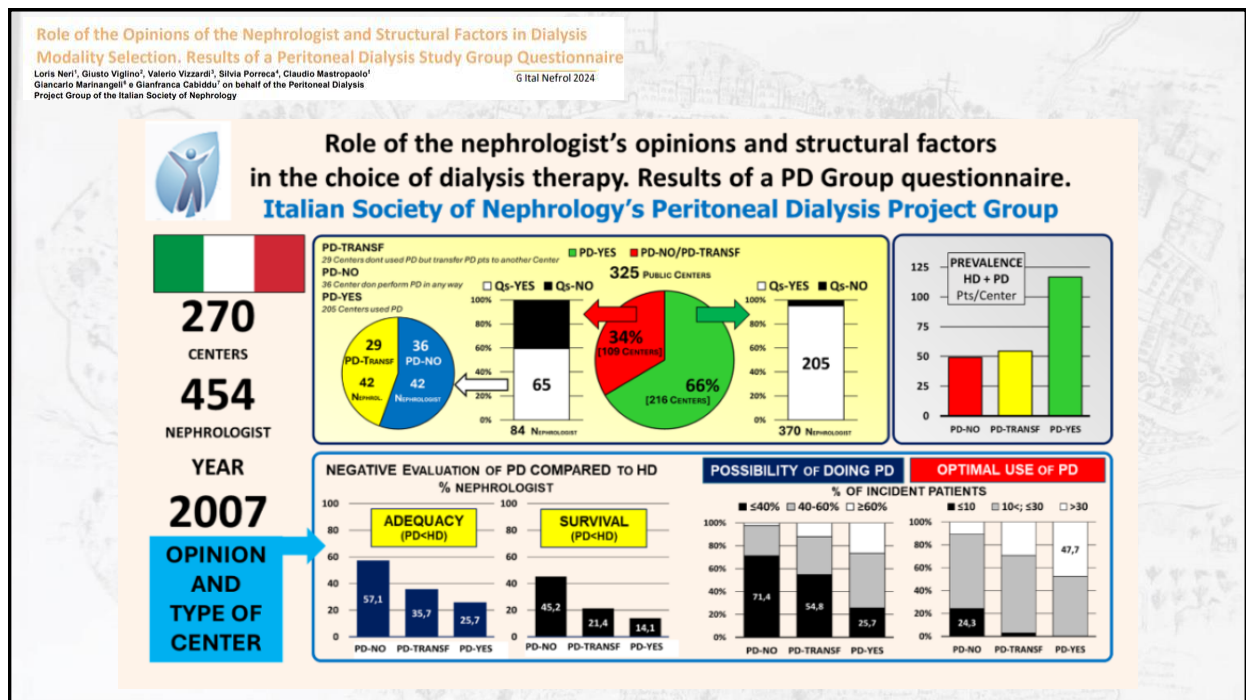 Role of the Opinions of the Nephrologist and Structural Factors in Dialysis
Modality Selection. Results of a Peritoneal Dialysis Study Group Questionnaire
Loris Neri¹, Giusto Viglino², Valerio Vizzardi³, Silvia Porreca⁴, Claudio Mastropaolo⁵
Giancarlo Marinangeli⁶ e Gianfranca Cabiddu⁷ on behalf of the Peritoneal Dialysis
Project Group of the Italian Society of Nephrology
G Ital Nefrol 2024
Role of the nephrologist's opinions and structural factors
in the choice of dialysis therapy. Results of a PD Group questionnaire.
Italian Society of Nephrology's Peritoneal Dialysis Project Group
270
CENTERS
454
NEPHROLOGIST
YEAR
2007
OPINION
AND
TYPE OF
CENTER
PD-TRANSF
29 Centers dont used PD but transfer PD pts to another Center
PD-NO
36 Center don perform PD in any way
PD-YES
205 Centers used PD
PD-YES PD-NO/PD-TRANSF
325 PUBLIC CENTERS
29
PD-TRANSF
42
NEPHROL.
36
PD-NO
42
NEPHROLOGIST
Qs-YES Qs-NO
100%
80%
60%
40%
20%
0%
65
84 NEPHROLOGIST
34%
[109 CENTERS]
66%
[216 CENTERS]
Qs-YES Qs-NO
100%
80%
60%
40%
20%
0%
205
370 NEPHROLOGIST
PREVALENCE
HD + PD
Pts/Center
125
100
75
50
25
0
PD-NO PD-TRANSF PD-YES
NEGATIVE EVALUATION OF PD COMPARED TO HD
% NEPHROLOGIST
ADEQUACY
(PD<HD)
100
80
60
40
20
0
57,1
35,7
25,7
PD-NO PD-TRANSF PD-YES
SURVIVAL
(PD<HD)
100
80
60
40
20
0
45,2
21,4
14,1
PD-NO PD-TRANSF PD-YES
POSSIBILITY OF DOING PD
OPTIMAL USE OF PD
% OF INCIDENT PATIENTS
≤40% 40-60% ≥60%
100%
80%
60%
40%
20%
0%
71,4
54,8
25,7
PD-NO PD-TRANSF PD-YES
≤10 10<; ≤30 >30
100%
80%
60%
40%
20%
0%
24,3
47,7
PD-NO PD-TRANSF PD-YES